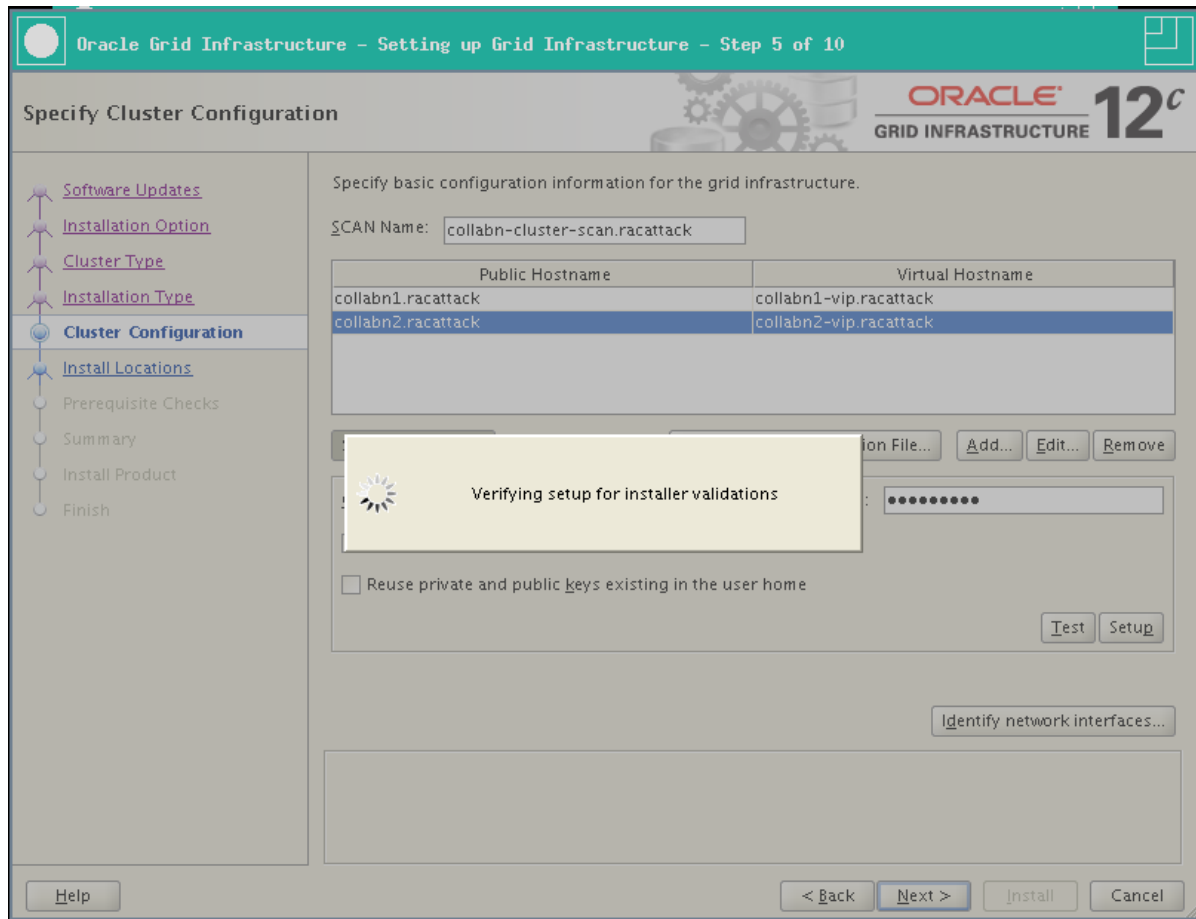 Oracle Grid Infrastructure - Setting up Grid Infrastructure - Step 5 of 10
Specify Cluster Configuration
ORACLE
GRID INFRASTRUCTURE
12c
Software Updates
Installation Option
Cluster Type
Installation Type
Cluster Configuration
Install Locations
Prerequisite Checks
Summary
Install Product
Finish
Specify basic configuration information for the grid infrastructure.
SCAN Name: collabn-cluster-scan.racattack
Public Hostname Virtual Hostname
collabn1.racattack collabn1-vip.racattack
collabn2.racattack collabn2-vip.racattack
File... Add... Edit... Remove
Verifying setup for installer validations
: •••••••••
Reuse private and public keys existing in the user home
Test Setup
Identify network interfaces...
Help < Back Next > Install Cancel